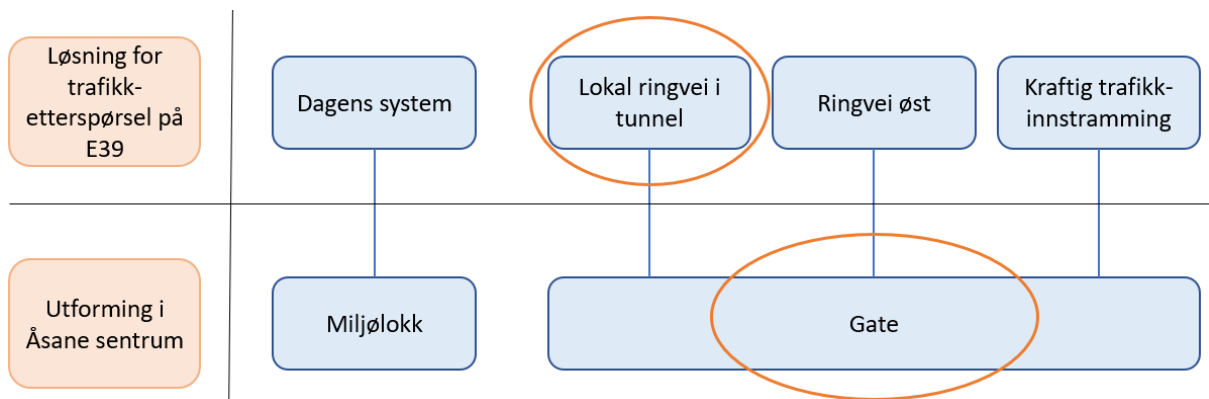 Løsning for
trafikk-
etterspørsel på
E39
Dagens system
Lokal ringvei i
tunnel
Ringvei øst
Kraftig trafikk-
innstramming
Utforming i
Åsane sentrum
Miljølokk
Gate